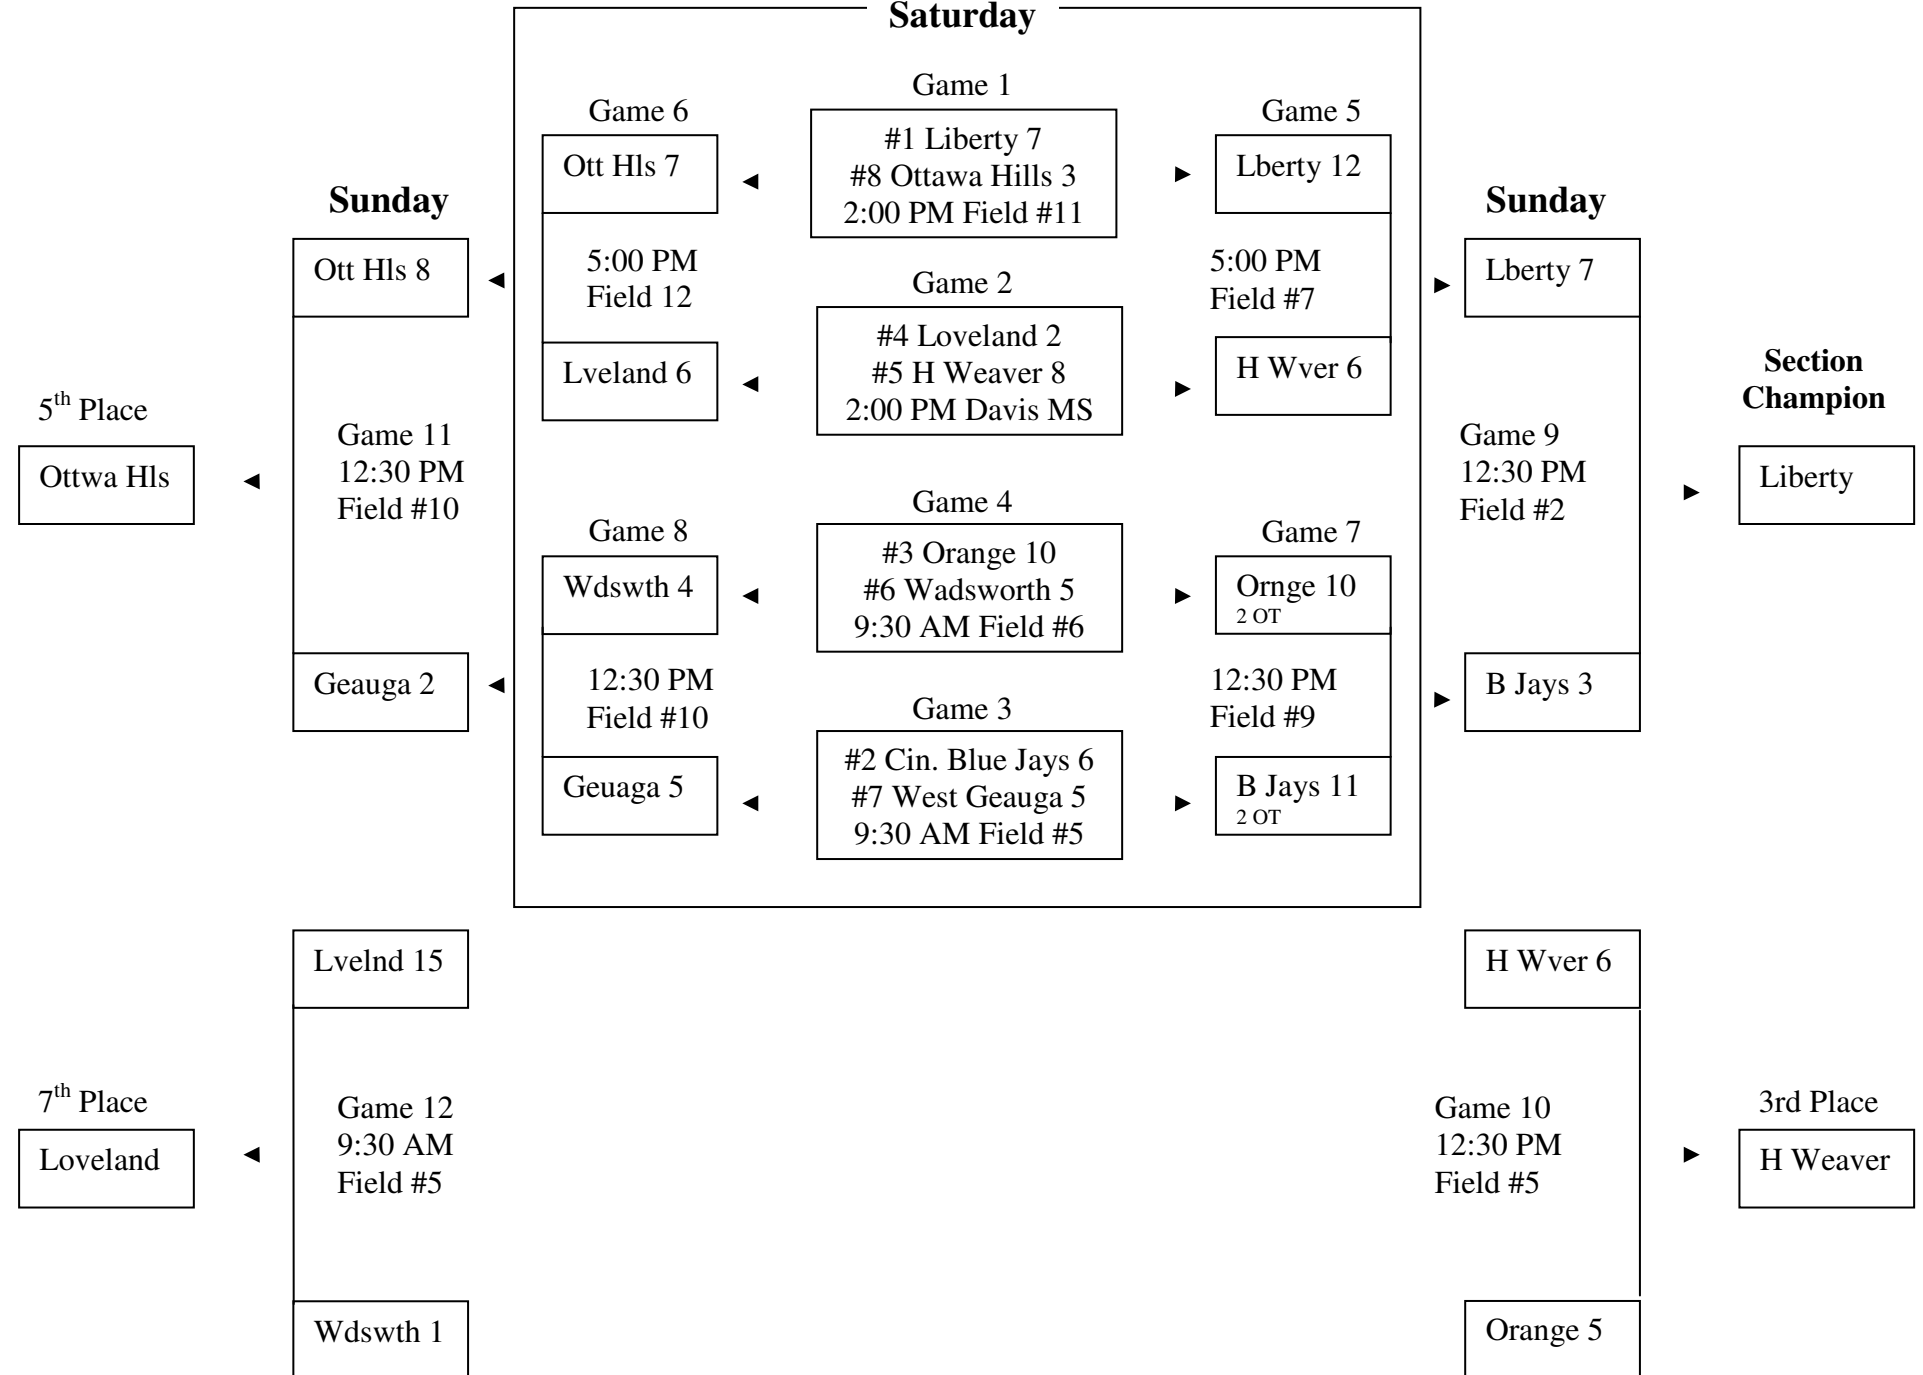 Saturday
Game 1
Game 6
Game 5
#1 Liberty 7
#8 Ottawa Hills 3
2:00 PM Field #11
Ott Hls 7
Lberty 12
Sunday
Sunday
Ott Hls 8
5:00 PM
Field 12
Game 2
5:00 PM
Field #7
Lberty 7
#4 Loveland 2
#5 H Weaver 8
2:00 PM Davis MS
Lveland 6
H Wver 6
Section
Champion
5th Place
Ottwa Hls
Game 11
12:30 PM
Field #10
Game 9
12:30 PM
Field #2
Liberty
Game 4
Game 8
Game 7
#3 Orange 10
#6 Wadsworth 5
9:30 AM Field #6
Wdswth 4
Ornge 10
2 OT
Geauga 2
12:30 PM
Field #10
Game 3
12:30 PM
Field #9
B Jays 3
#2 Cin. Blue Jays 6
#7 West Geauga 5
9:30 AM Field #5
Geuaga 5
B Jays 11
2 OT
Lvelnd 15
H Wver 6
7th Place
Loveland
Game 12
9:30 AM
Field #5
Game 10
12:30 PM
Field #5
3rd Place
H Weaver
Wdswth 1
Orange 5